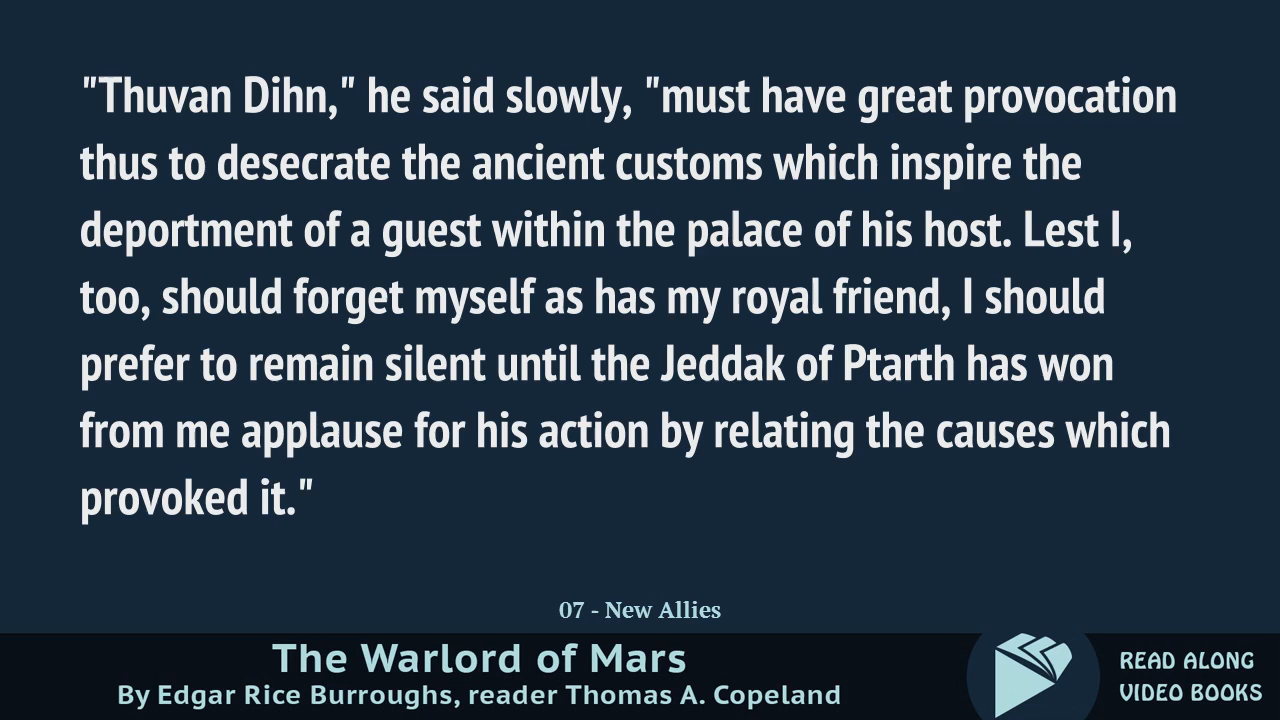 "Thuvan Dihn," he said slowly, "must have great provocation
thus to desecrate the ancient customs which inspire the
deportment of a guest within the palace of his host. Lest I,
too, should forget myself as has my royal friend, I should
prefer to remain silent until the Jeddak of Ptarth has won
from me applause for his action by relating the causes which
provoked it."
07 - New Allies
The Warlord of Mars
By Edgar Rice Burroughs, reader Thomas A. Copeland
READ ALONG
VIDEO BOOKS